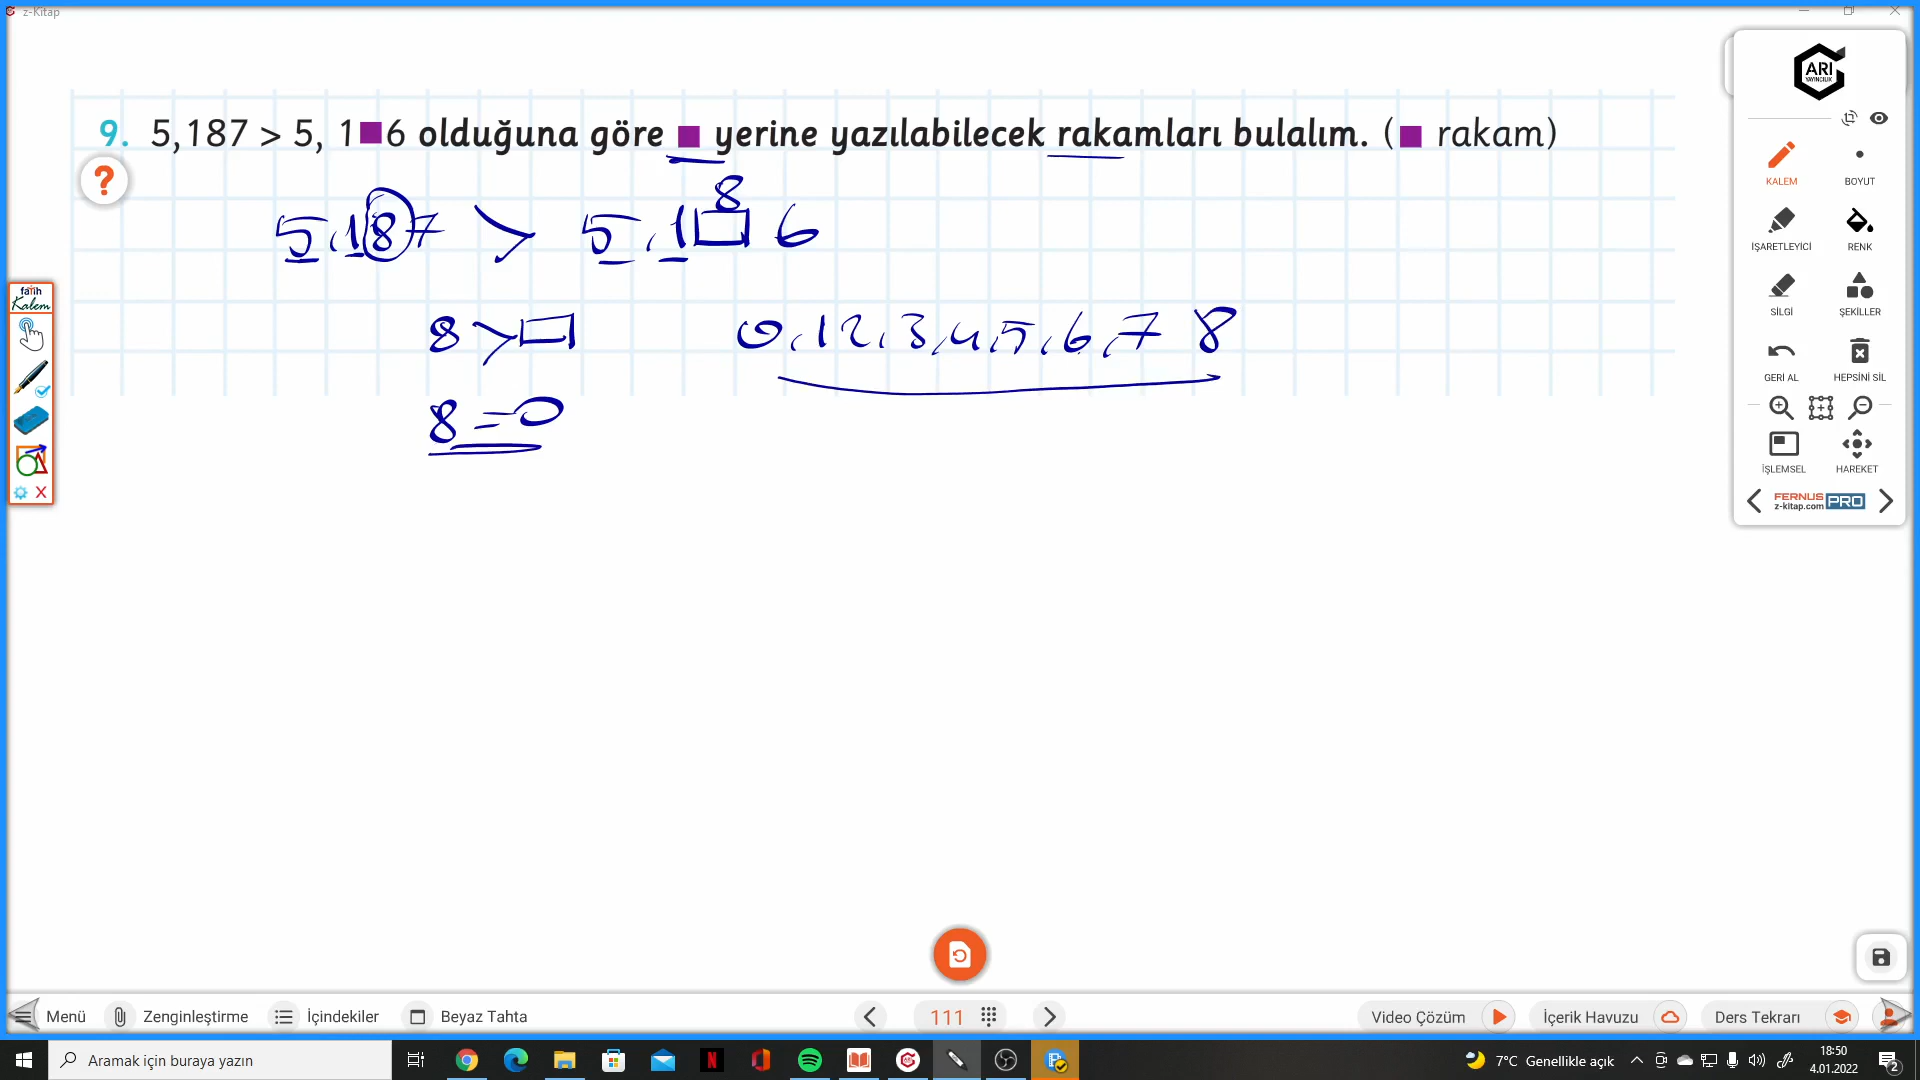 z-Kitap
9. 5,187 > 5, 1■6 olduğuna göre ■ yerine yazılabilecek rakamları bulalım. (■ rakam)
?
8
5,187 > 5,1□6
8 > □
0,1 2,3,4,5,6,7 8
8 = 0
fatih
Kalem
X
ARI
YAYINCILIK
KALEM
BOYUT
İŞARETLEYİCİ
RENK
SİLGİ
ŞEKİLLER
GERİ AL
HEPSİNİ SİL
İŞLEMSEL
HAREKET
FERNUS PRO
z-kitap.com
Menü
Zenginleştirme
İçindekiler
Beyaz Tahta
111
Video Çözüm
İçerik Havuzu
Ders Tekrarı
Aramak için buraya yazın
7°C Genellikle açık
18:50
4.01.2022
2